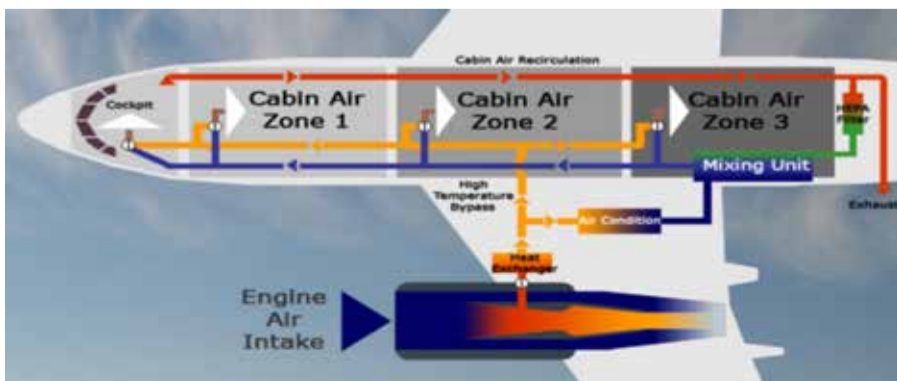 Cabin Air Recirculation
Cockpit
Cabin Air
Zone 1
Cabin Air
Zone 2
Cabin Air
Zone 3
HEPA
Filter
Mixing Unit
High
Temperature
Bypass
Air Condition
Exhaust
Heat
Exchanger
Engine
Air
Intake